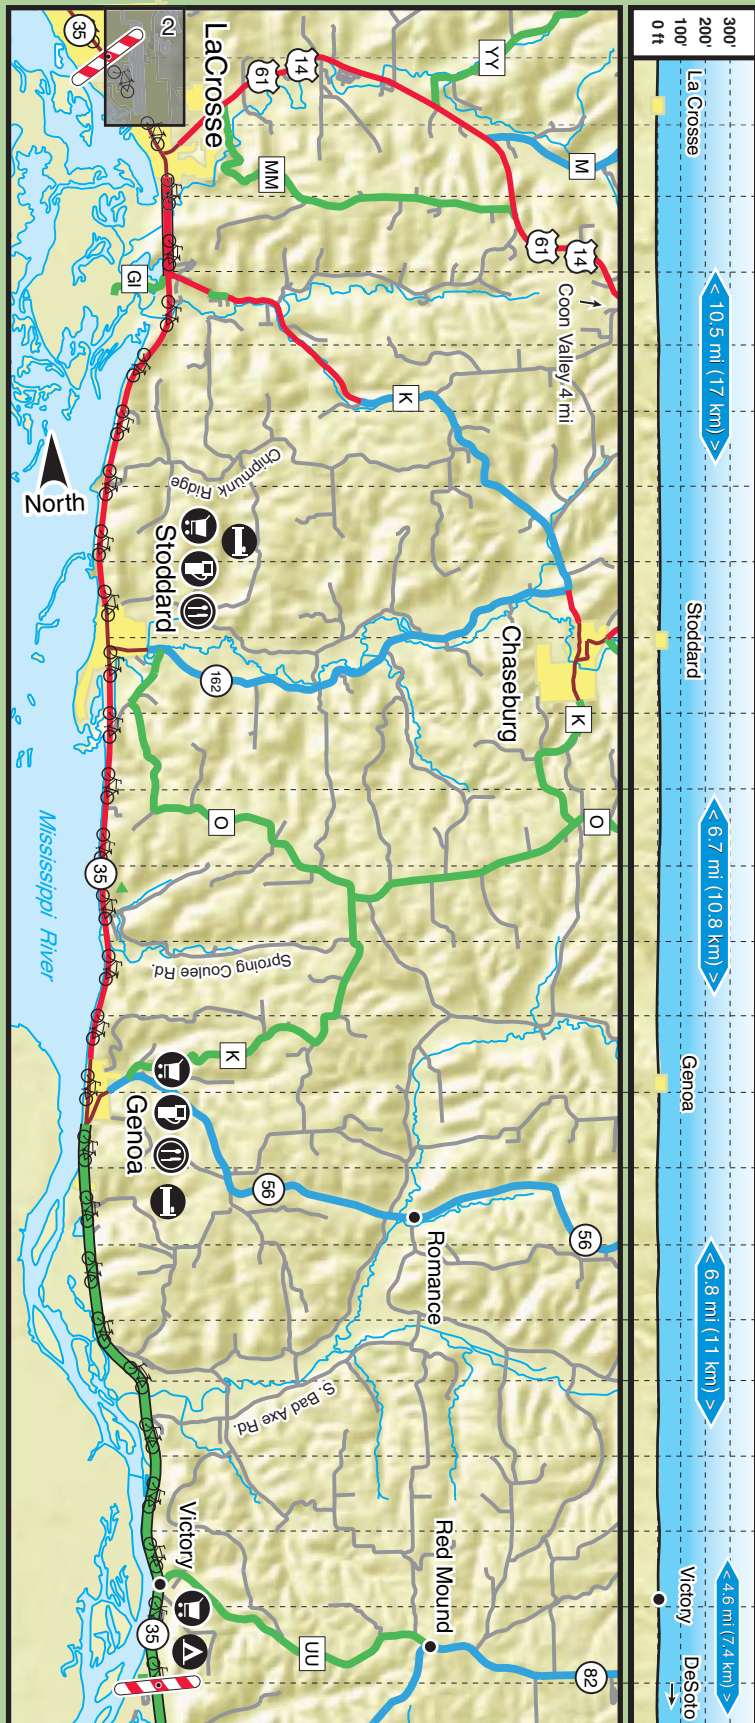 300'
200'
100'
0 ft
La Crosse
Stoddard
Genoa
Victory
DeSoto
< 10.5 mi (17 km) >
< 6.7 mi (10.8 km) >
< 6.8 mi (11 km) >
< 4.6 mi (7.4 km) >
2
35
LaCrosse
61
14
YY
M
MM
61
14
Coon Valley 4 mi
GI
K
North
Chipmunk Ridge
Stoddard
Chaseburg
162
K
O
O
Mississippi River
35
Sproing Coulee Rd.
K
Genoa
56
56
Romance
S. Bad Axe Rd.
Victory
Red Mound
35
UU
82